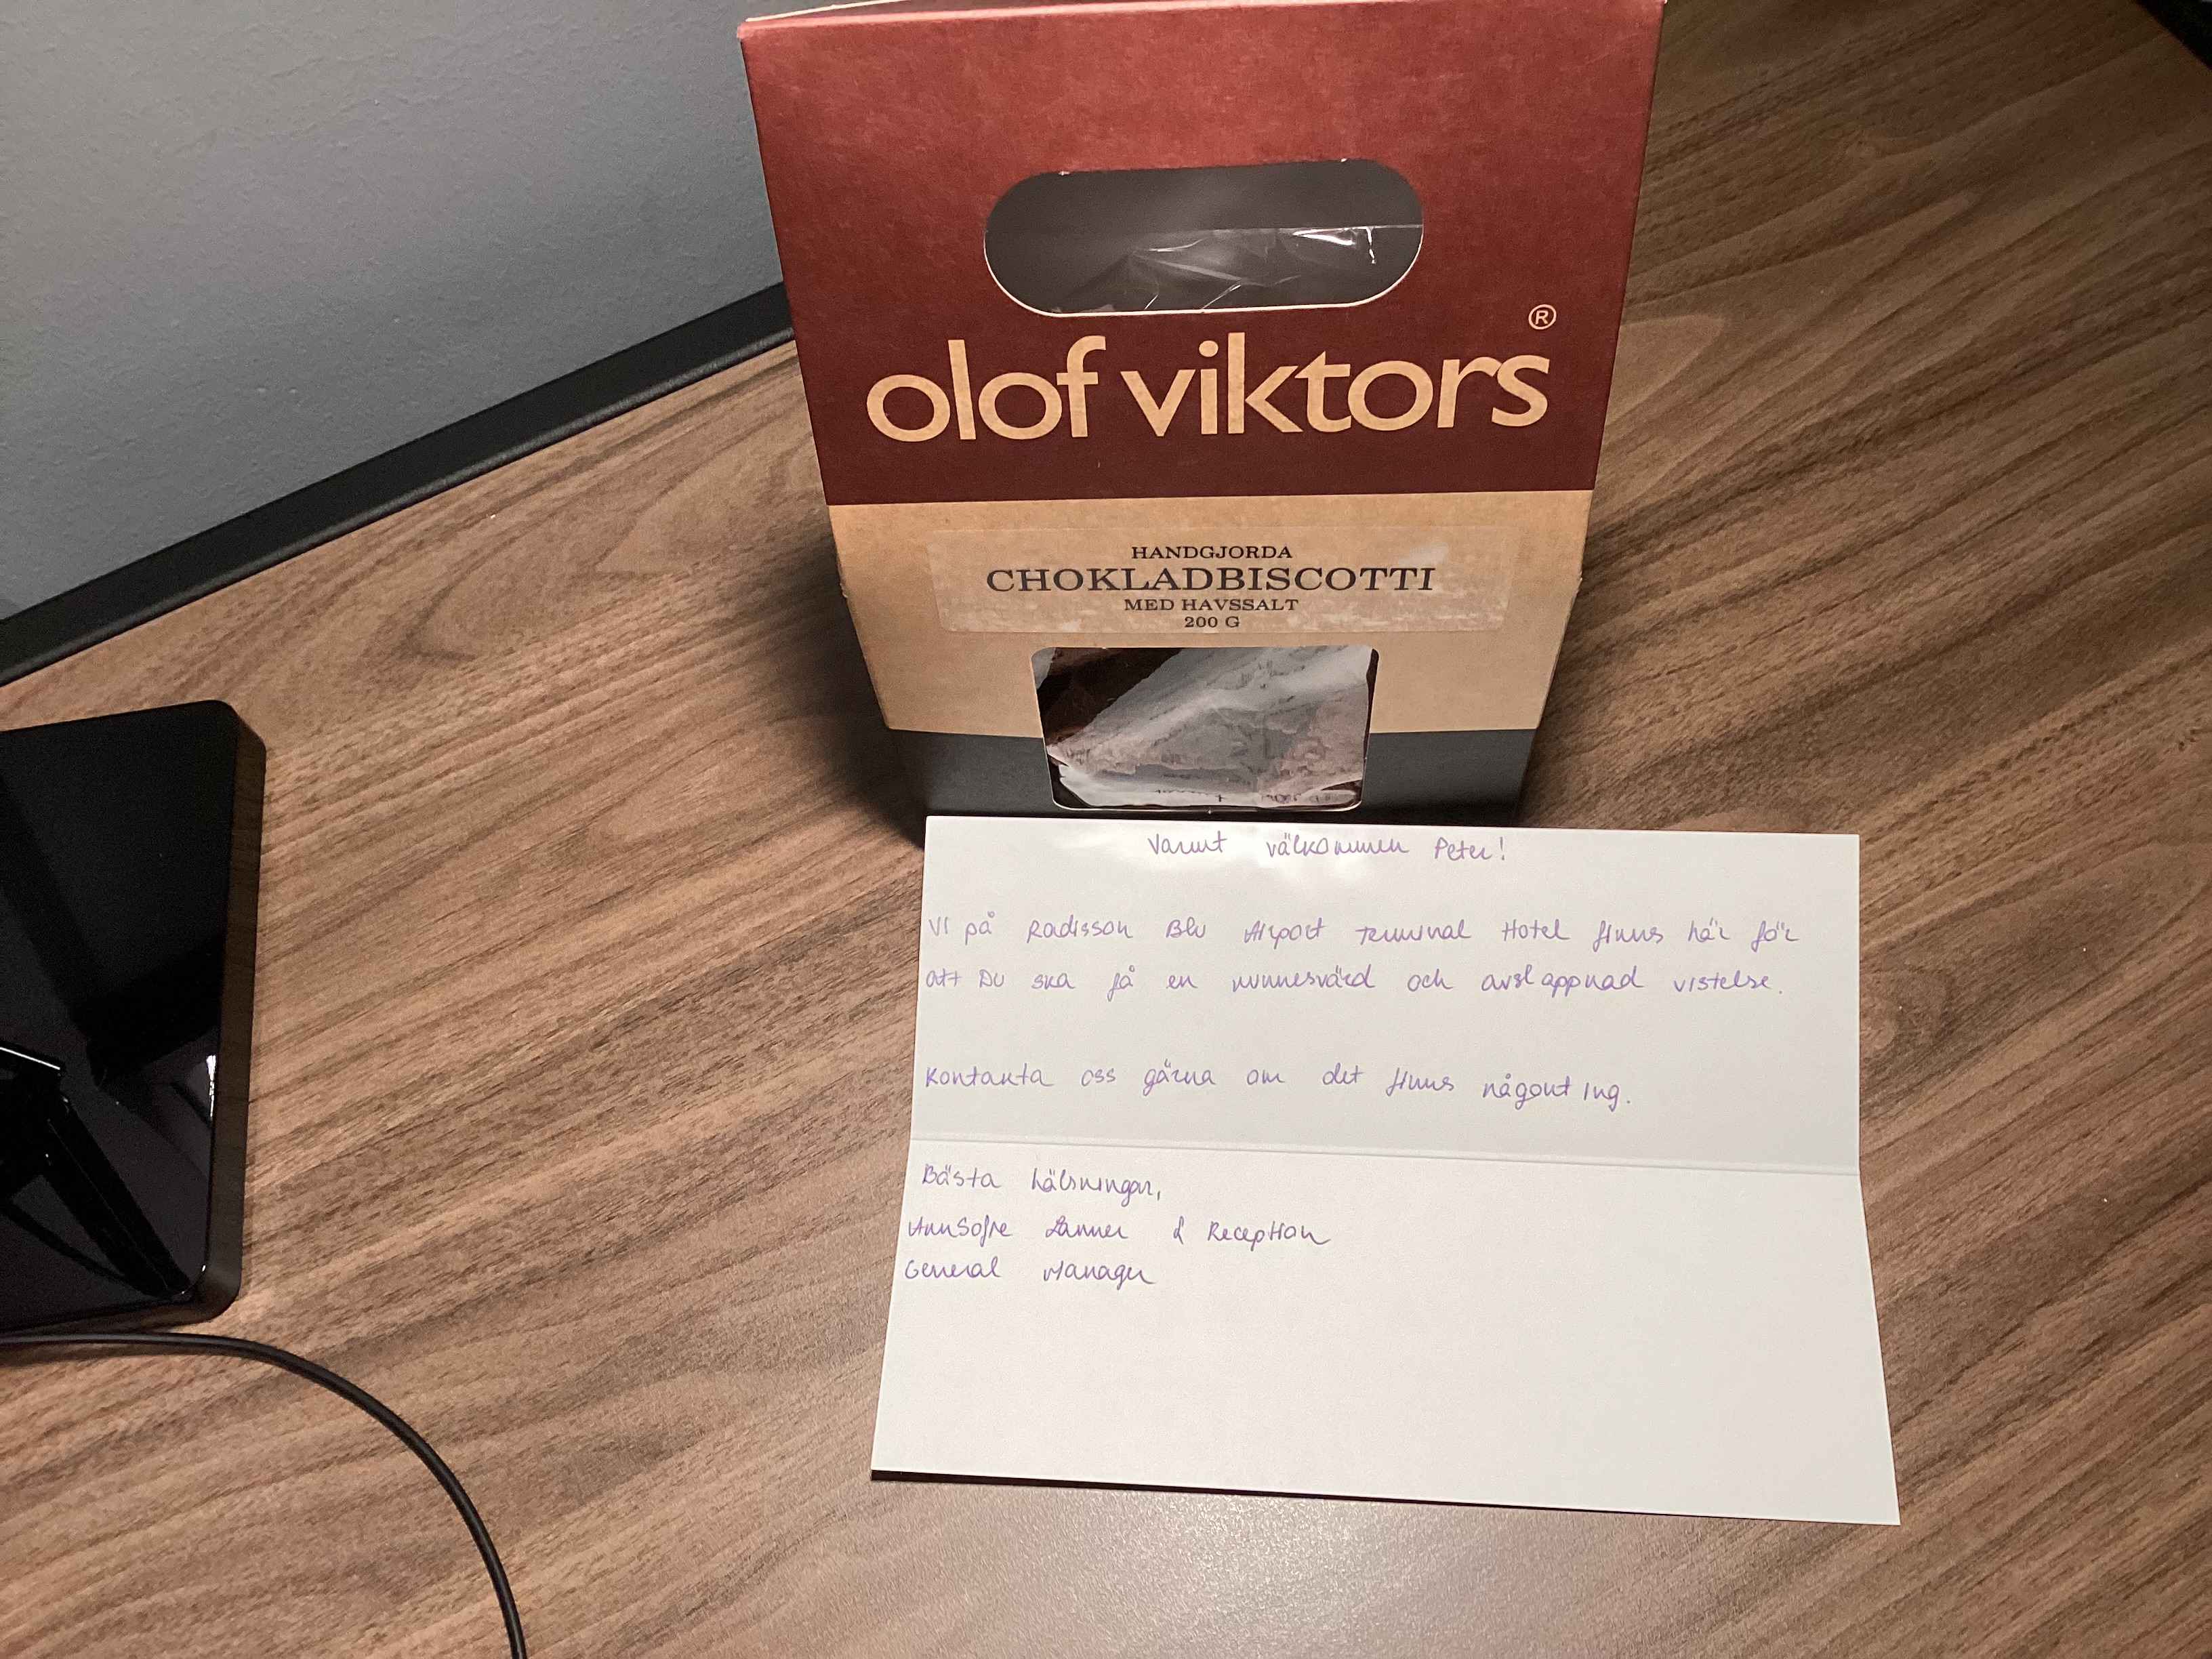 olof viktors®
HANDGJORDA
CHOKLADBISCOTTI
MED HAVSSALT
200 G
Varmt välkommen Peter!
Vi på Radisson Blu Airport Terminal Hotel finns här för
att Du ska få en minnesvärd och avslappnad vistelse.
Kontakta oss gärna om det finns någonting.
Bästa hälsningar,
AnnSofie Lanner & Reception
General Manager